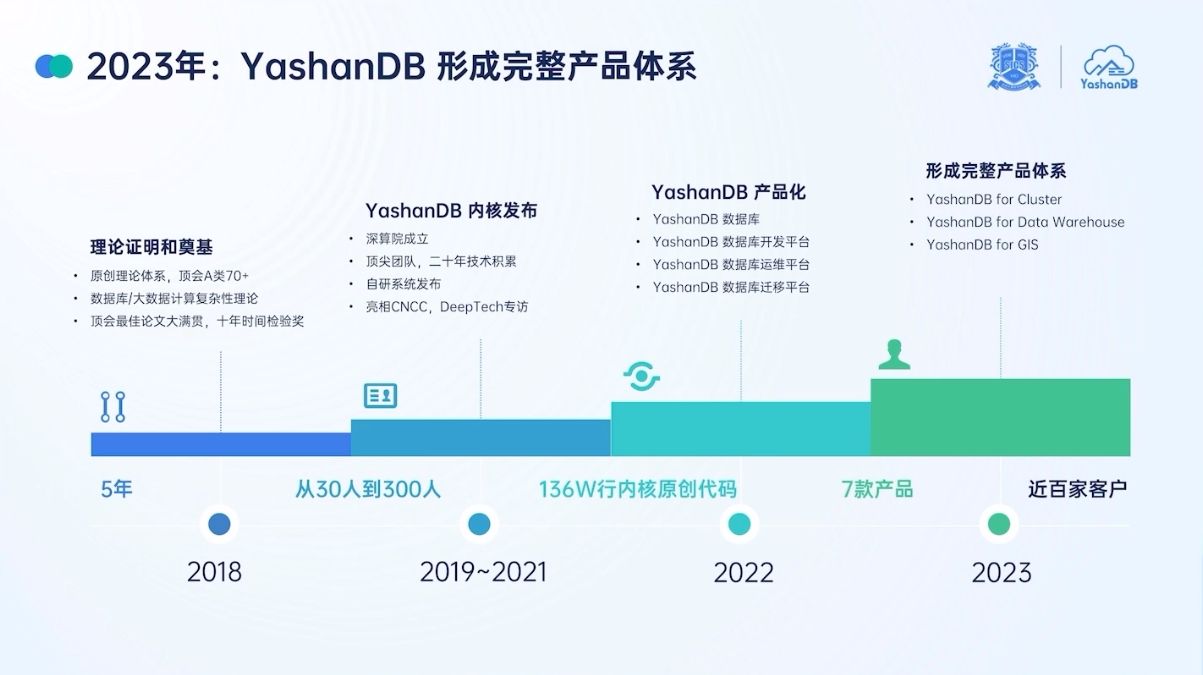 2023年：YashanDB 形成完整产品体系
YashanDB
理论证明和奠基
• 原创理论体系，顶会A类70+
• 数据库/大数据计算复杂性理论
• 顶会最佳论文大满贯，十年时间检验奖
YashanDB 内核发布
• 深算院成立
• 顶尖团队，二十年技术积累
• 自研系统发布
• 亮相CNCC，DeepTech专访
YashanDB 产品化
• YashanDB 数据库
• YashanDB 数据库开发平台
• YashanDB 数据库运维平台
• YashanDB 数据库迁移平台
形成完整产品体系
• YashanDB for Cluster
• YashanDB for Data Warehouse
• YashanDB for GIS
5年
从30人到300人
136W行内核原创代码
7款产品
近百家客户
2018
2019~2021
2022
2023